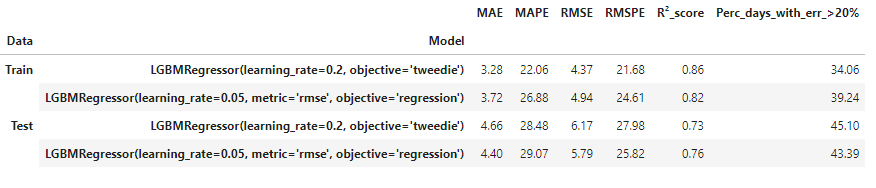 MAE MAPE RMSE RMSPE R²_score Perc_days_with_err_>20%
Data Model
Train LGBMRegressor(learning_rate=0.2, objective='tweedie') 3.28 22.06 4.37 21.68 0.86 34.06
LGBMRegressor(learning_rate=0.05, metric='rmse', objective='regression') 3.72 26.88 4.94 24.61 0.82 39.24
Test LGBMRegressor(learning_rate=0.2, objective='tweedie') 4.66 28.48 6.17 27.98 0.73 45.10
LGBMRegressor(learning_rate=0.05, metric='rmse', objective='regression') 4.40 29.07 5.79 25.82 0.76 43.39